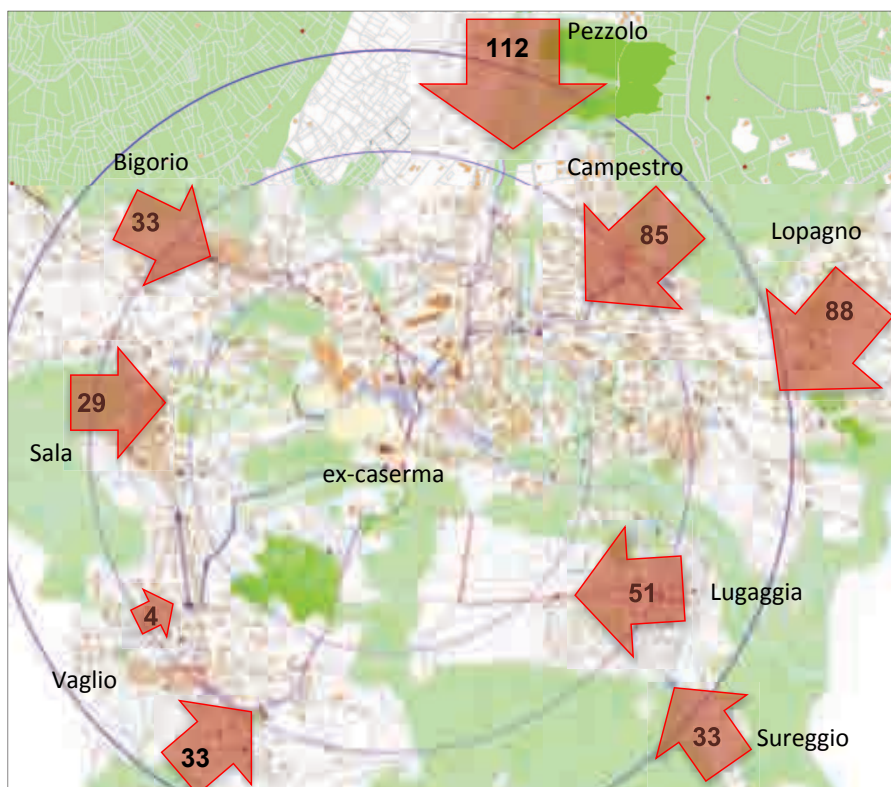 Pezzolo
112
Bigorio
33
Campestro
85
Lopagno
88
29
Sala
ex-caserma
4
51
Lugaggia
Vaglio
33
33
Sureggio